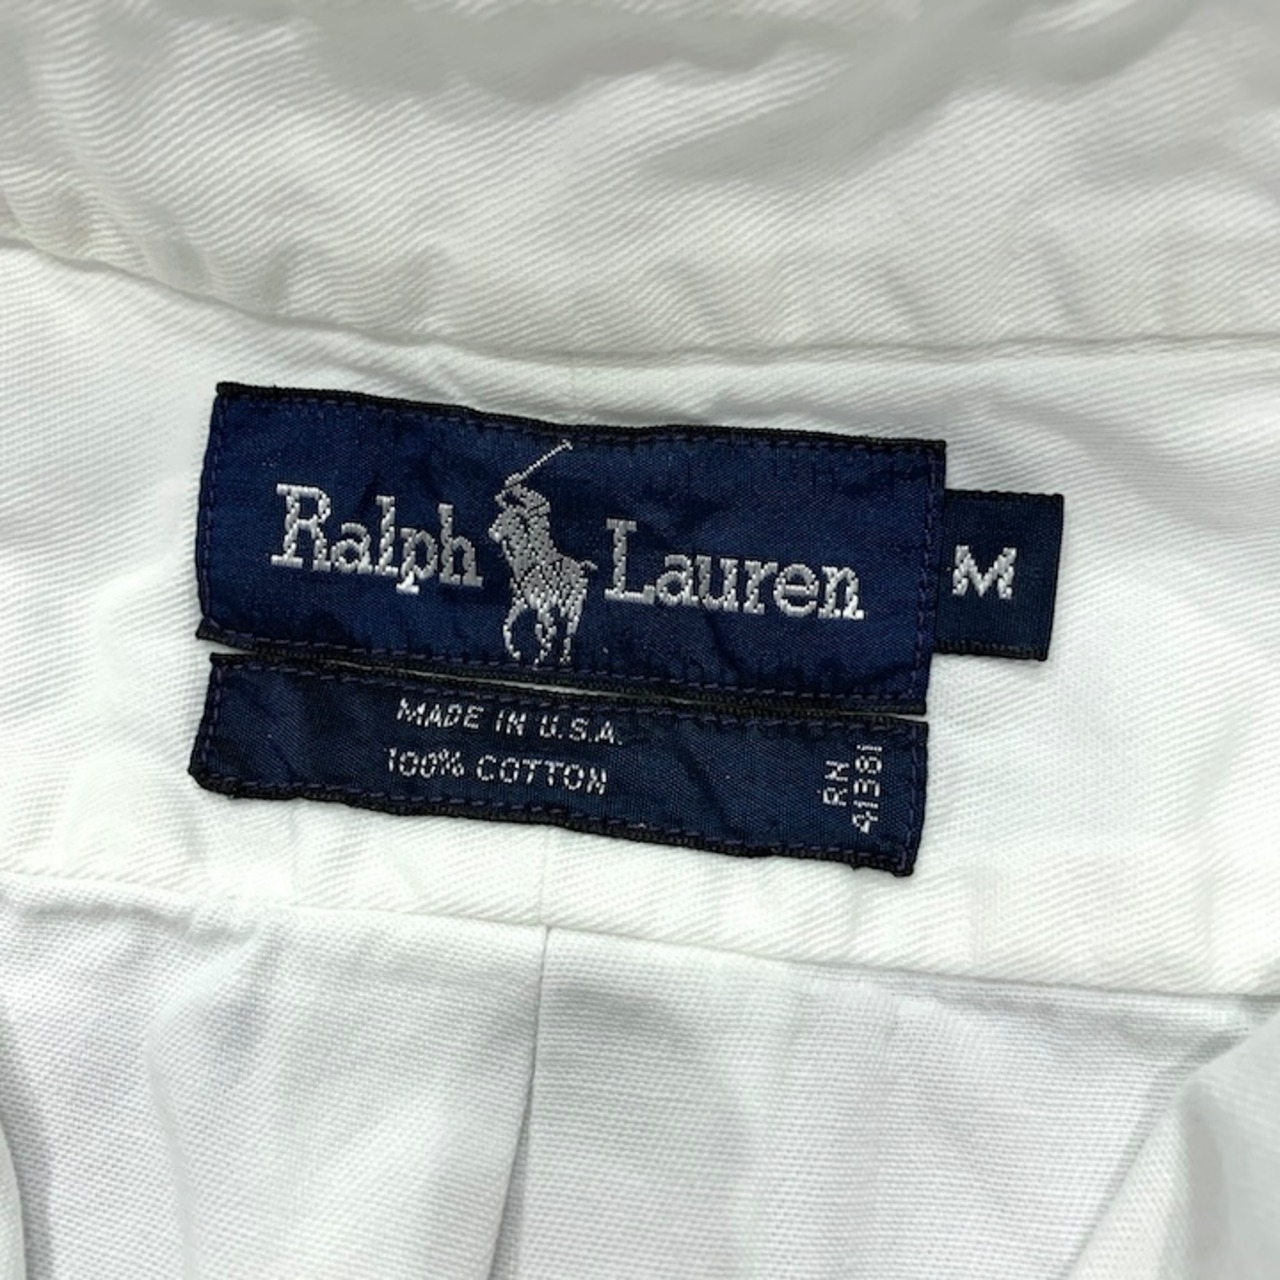 Ralph Lauren
M
MADE IN U.S.A.
100% COTTON
RN
41381